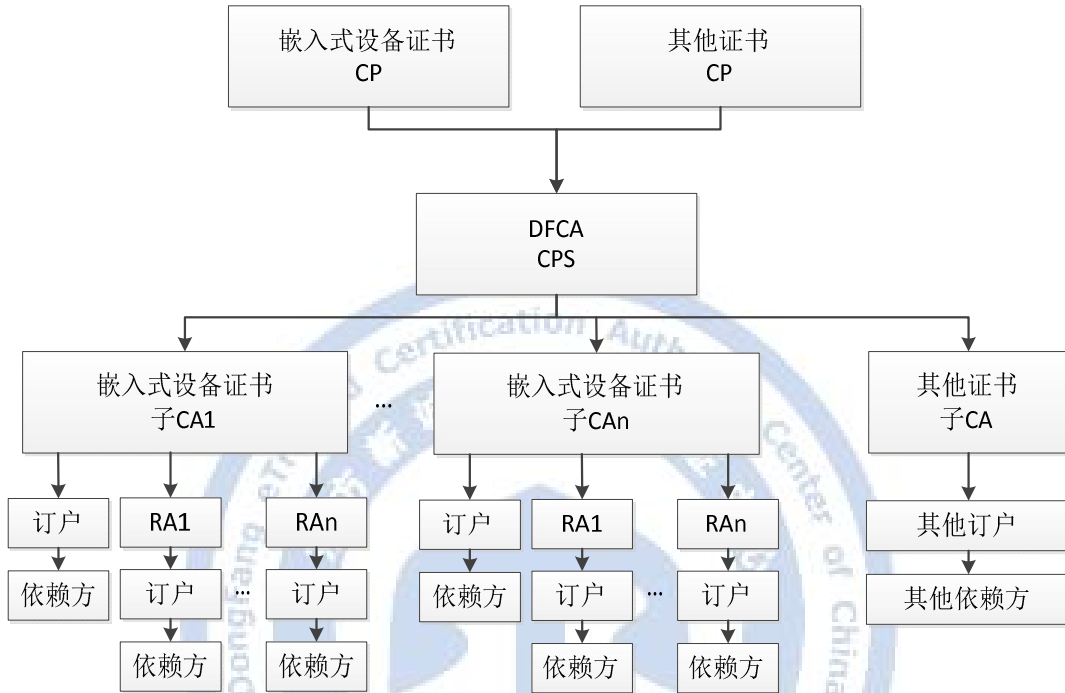 嵌入式设备证书
CP
其他证书
CP
DFCA
CPS
嵌入式设备证书
子CA1
...
嵌入式设备证书
子CAn
其他证书
子CA
订户
RA1
RAn
订户
RA1
RAn
其他订户
依赖方
订户
...
订户
依赖方
订户
...
订户
其他依赖方
依赖方
依赖方
依赖方
依赖方
Certification
Center of China